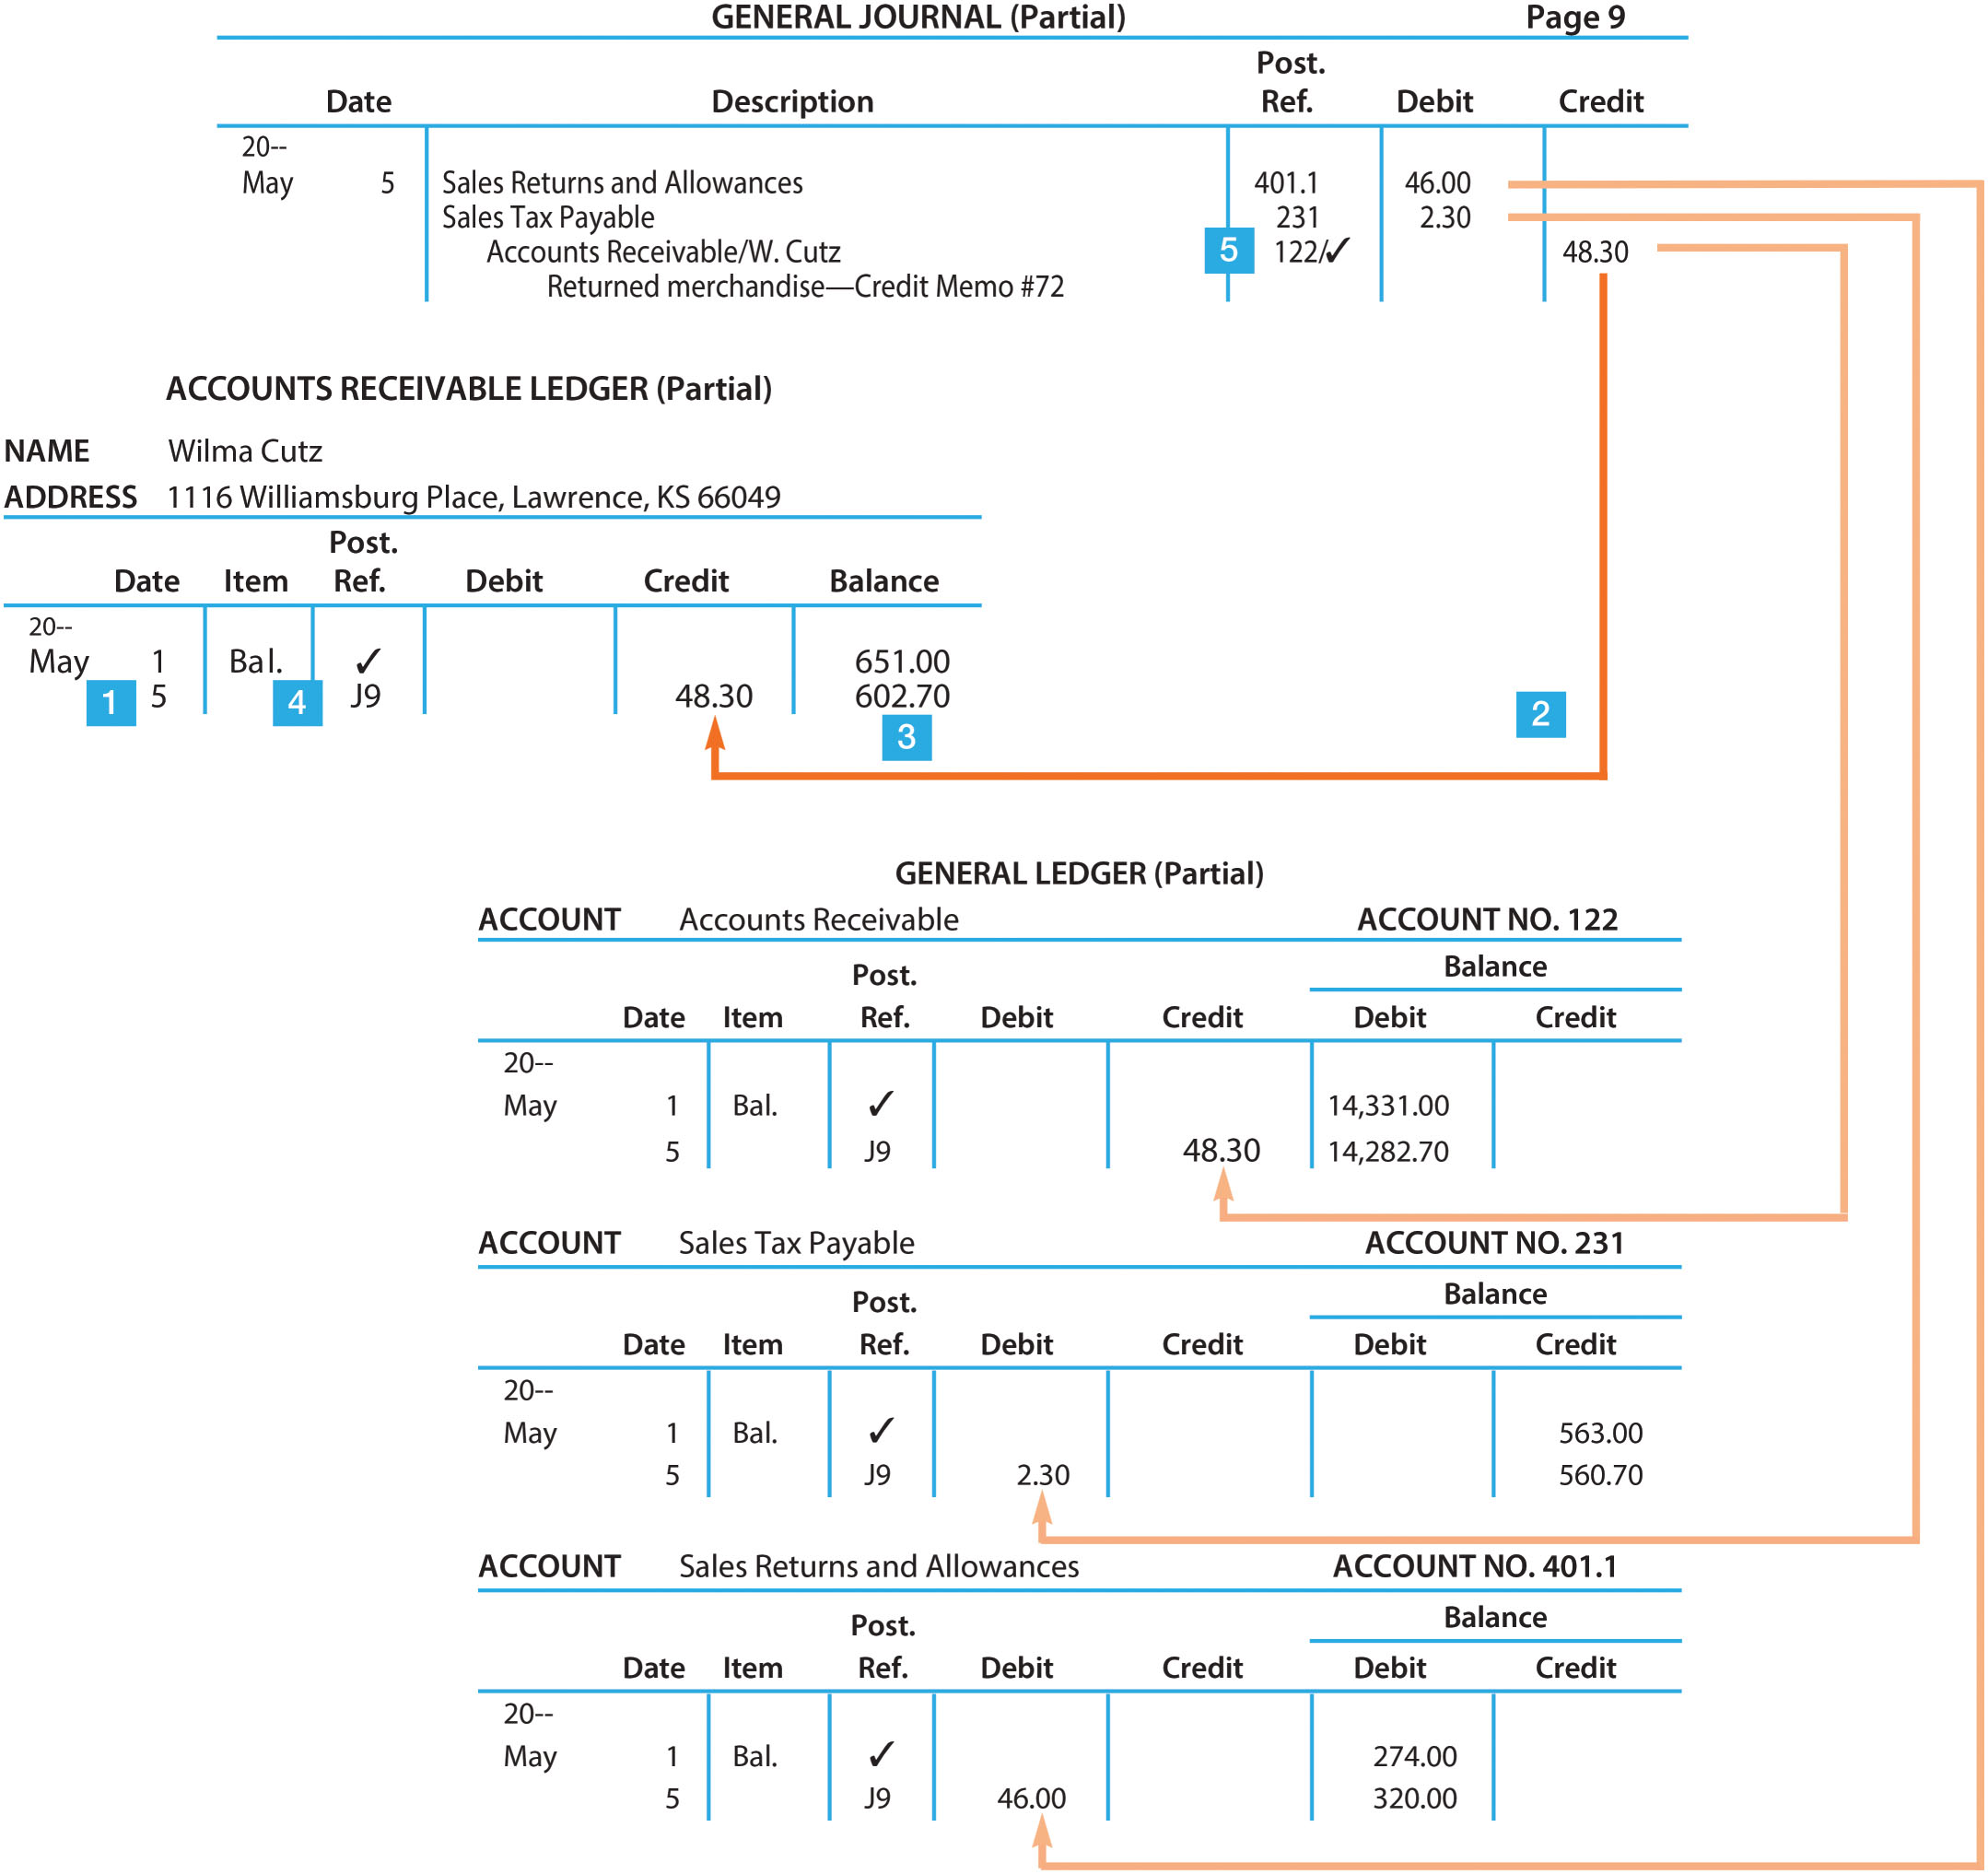 GENERAL JOURNAL (Partial) Page 9
Post.
Date Description Ref. Debit Credit
20--
May 5 Sales Returns and Allowances 401.1 46.00
Sales Tax Payable 231 2.30
Accounts Receivable/W. Cutz 5 122/✓ 48.30
Returned merchandise—Credit Memo #72
ACCOUNTS RECEIVABLE LEDGER (Partial)
NAME Wilma Cutz
ADDRESS 1116 Williamsburg Place, Lawrence, KS 66049
Post.
Date Item Ref. Debit Credit Balance
20--
May 1 Bal. ✓ 651.00
1 5 4 J9 48.30 602.70
3 2
GENERAL LEDGER (Partial)
ACCOUNT Accounts Receivable ACCOUNT NO. 122
Post. Balance
Date Item Ref. Debit Credit Debit Credit
20--
May 1 Bal. ✓ 14,331.00
5 J9 48.30 14,282.70
ACCOUNT Sales Tax Payable ACCOUNT NO. 231
Post. Balance
Date Item Ref. Debit Credit Debit Credit
20--
May 1 Bal. ✓ 563.00
5 J9 2.30 560.70
ACCOUNT Sales Returns and Allowances ACCOUNT NO. 401.1
Post. Balance
Date Item Ref. Debit Credit Debit Credit
20--
May 1 Bal. ✓ 274.00
5 J9 46.00 320.00